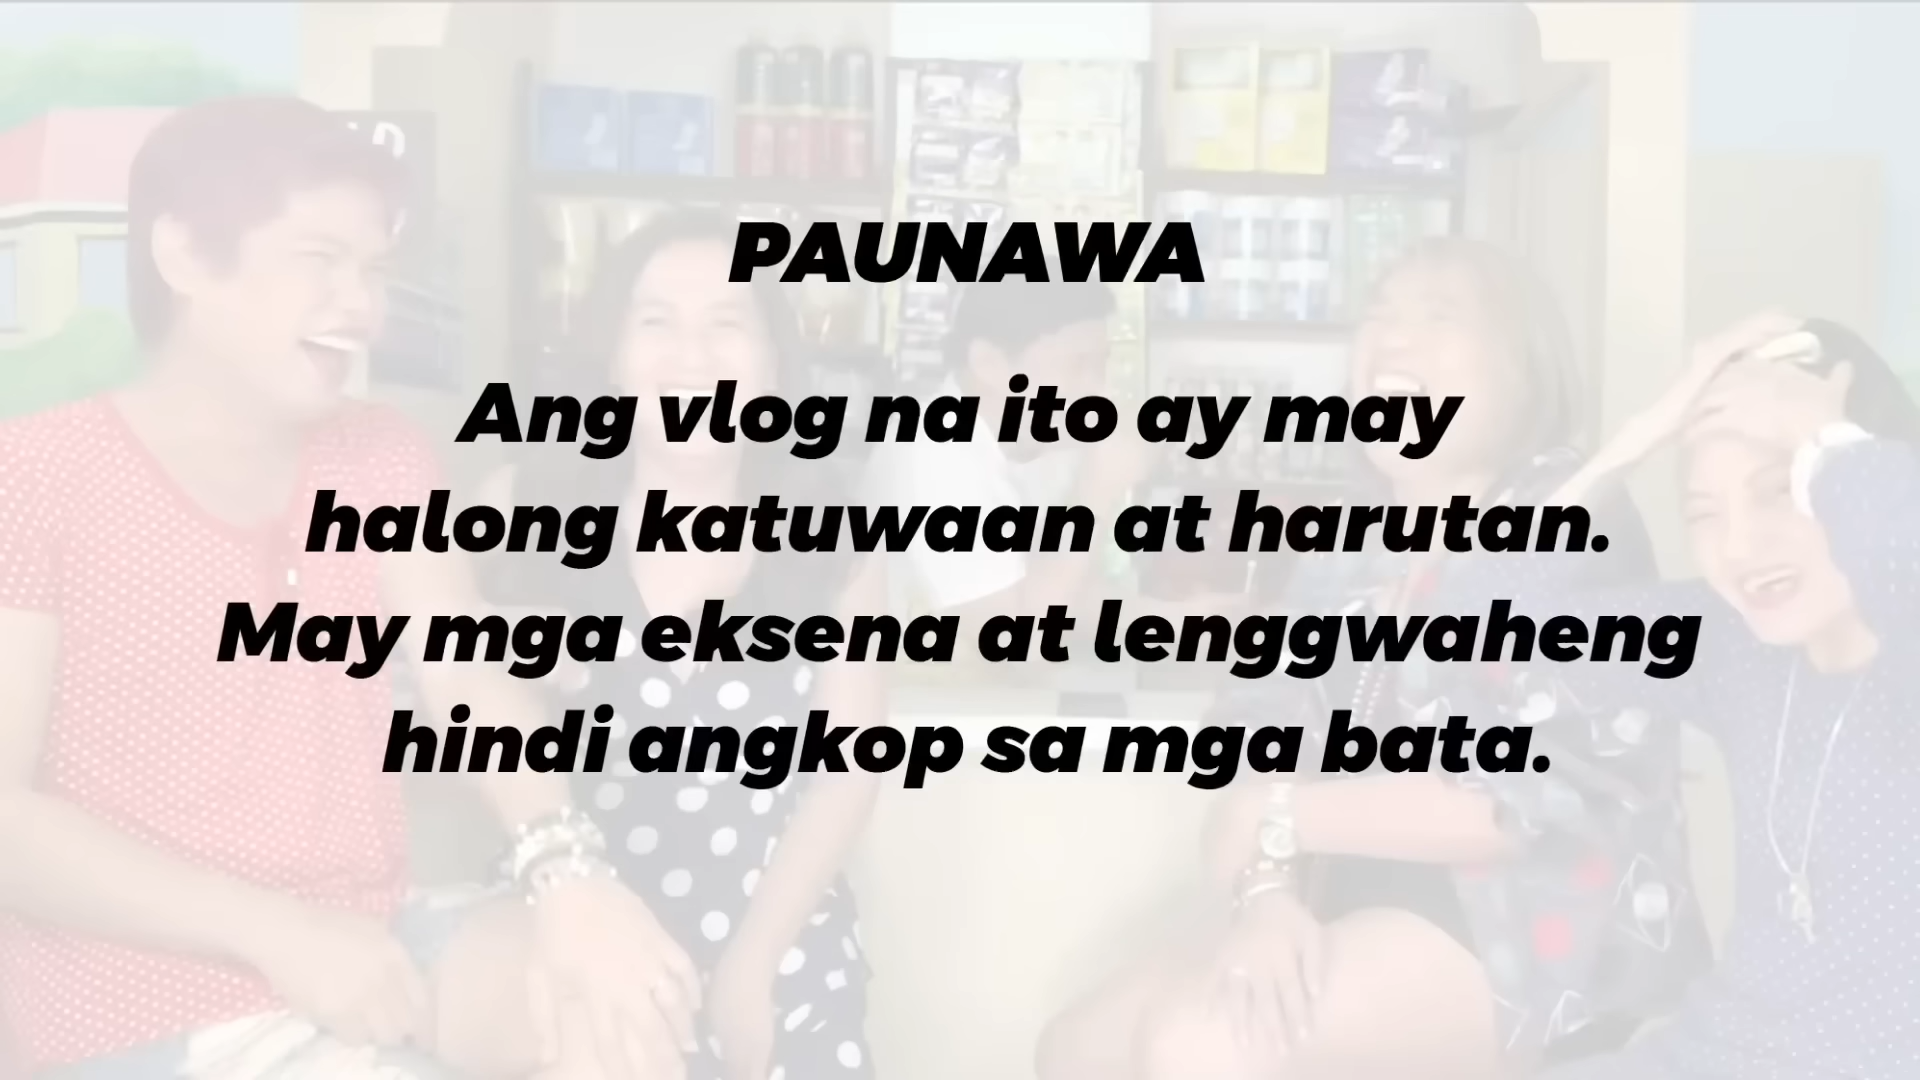 PAUNAWA
Ang vlog na ito ay may
halong katuwaan at harutan.
May mga eksena at lenggwaheng
hindi angkop sa mga bata.